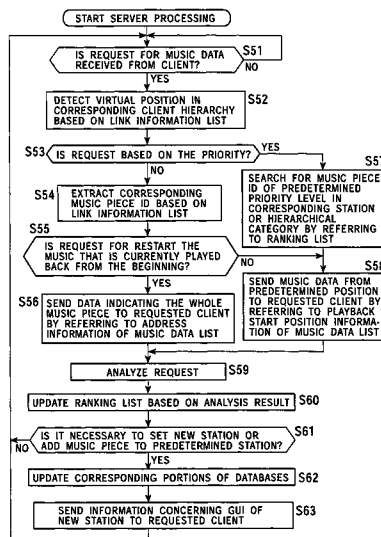 START SERVER PROCESSING
S51
IS REQUEST FOR MUSIC DATA
RECEIVED FROM CLIENT?
NO
YES
S52
DETECT VIRTUAL POSITION IN
CORRESPONDING CLIENT HIERARCHY
BASED ON LINK INFORMATION LIST
S53
IS REQUEST BASED ON THE PRIORITY?
YES
NO
S54
EXTRACT CORRESPONDING
MUSIC PIECE ID BASED ON
LINK INFORMATION LIST
S57
SEARCH FOR MUSIC PIECE
ID OF PREDETERMINED
PRIORITY LEVEL IN
CORRESPONDING STATION
OR HIERARCHICAL
CATEGORY BY REFERRING
TO RANKING LIST
S55
IS REQUEST FOR RESTART THE
MUSIC THAT IS CURRENTLY PLAYED
BACK FROM THE BEGINNING?
NO
YES
S56
SEND DATA INDICATING THE WHOLE
MUSIC PIECE TO REQUESTED CLIENT
BY REFERRING TO ADDRESS
INFORMATION OF MUSIC DATA LIST
S58
SEND MUSIC DATA FROM
PREDETERMINED POSITION
TO REQUESTED CLIENT BY
REFERRING TO PLAYBACK
START POSITION INFORMA-
TION OF MUSIC DATA LIST
ANALYZE REQUEST
S59
UPDATE RANKING LIST BASED ON ANALYSIS RESULT
S60
S61
IS IT NECESSARY TO SET NEW STATION OR
ADD MUSIC PIECE TO PREDETERMINED STATION?
NO
YES
UPDATE CORRESPONDING PORTIONS OF DATABASES
S62
SEND INFORMATION CONCERNING GUI OF
NEW STATION TO REQUESTED CLIENT
S63